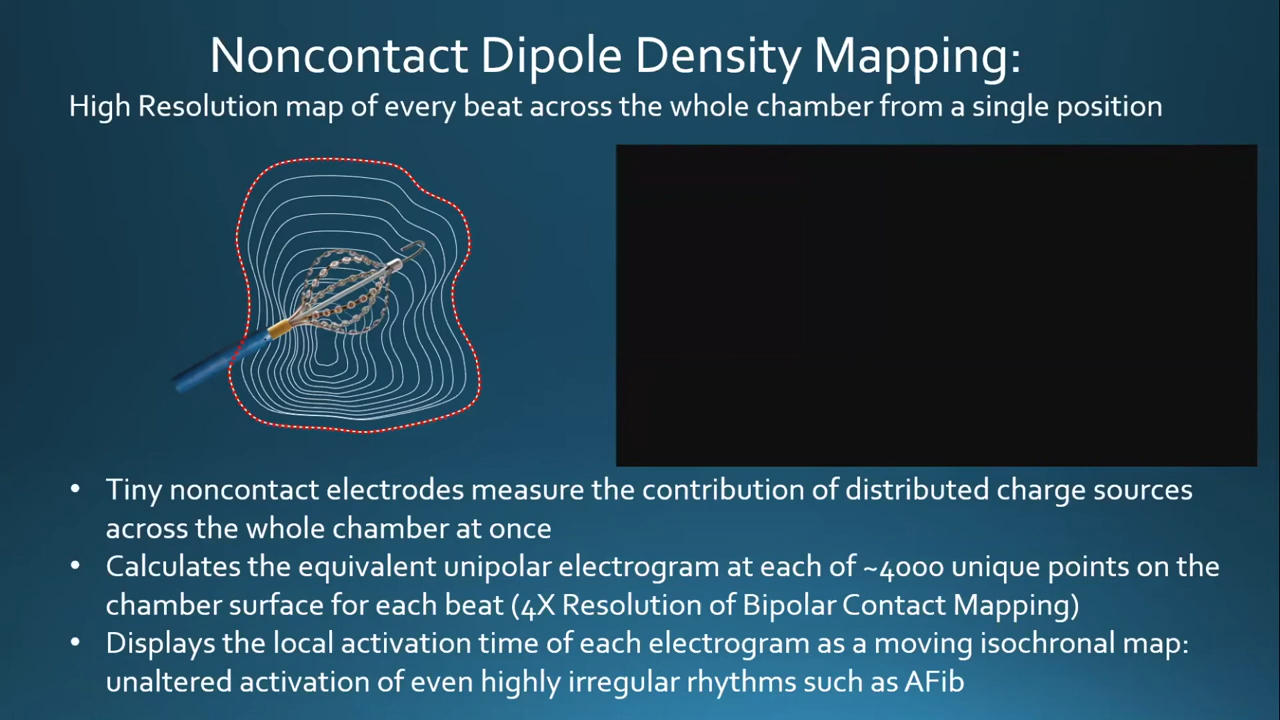 Noncontact Dipole Density Mapping:
High Resolution map of every beat across the whole chamber from a single position
• Tiny noncontact electrodes measure the contribution of distributed charge sources
across the whole chamber at once
• Calculates the equivalent unipolar electrogram at each of ~4000 unique points on the
chamber surface for each beat (4X Resolution of Bipolar Contact Mapping)
• Displays the local activation time of each electrogram as a moving isochronal map:
unaltered activation of even highly irregular rhythms such as AFib